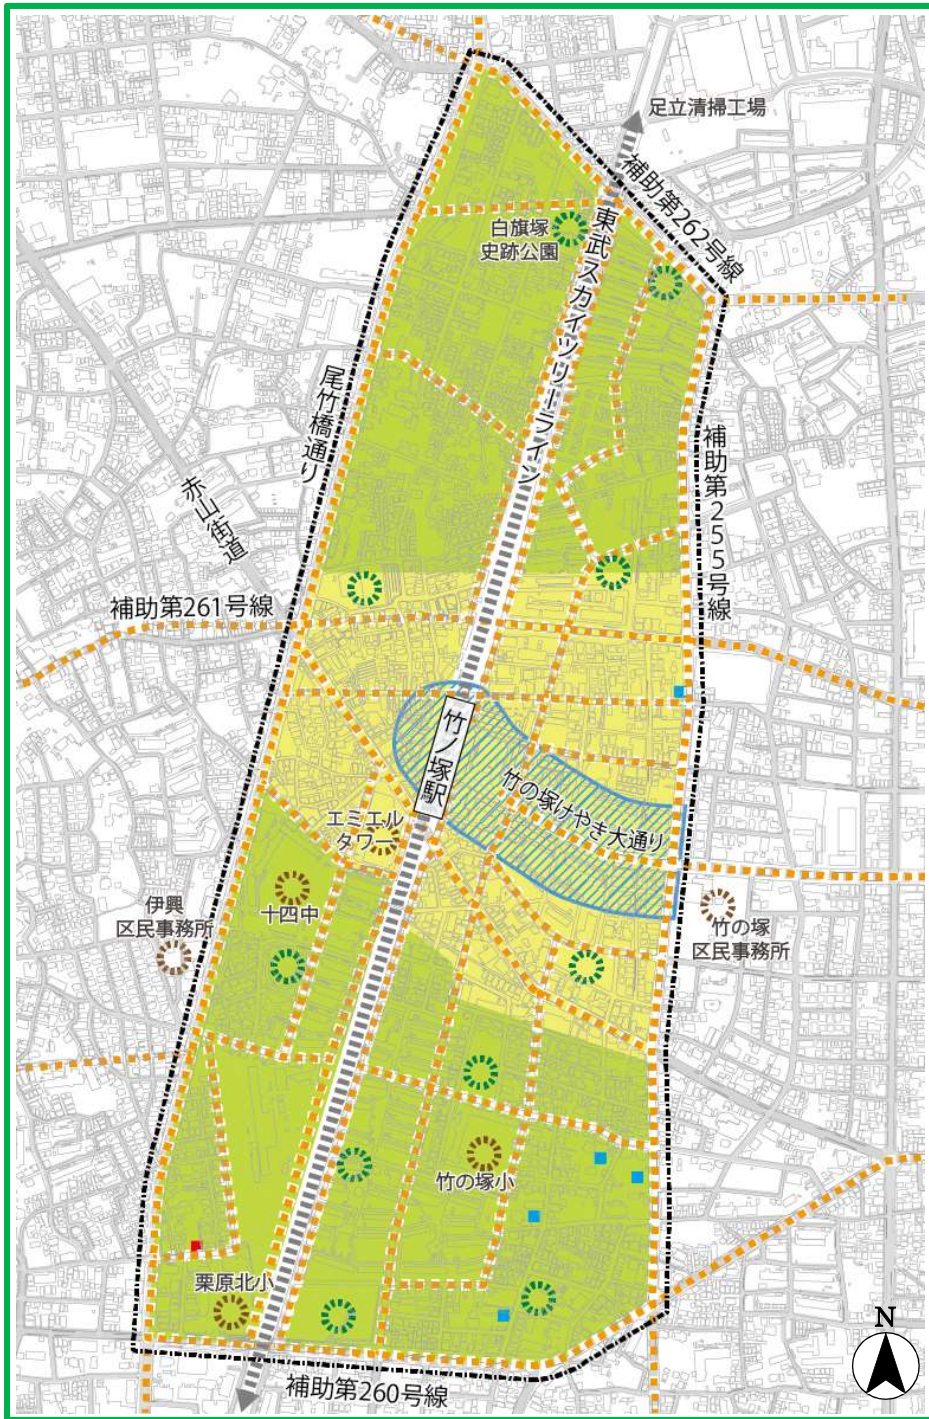 足立清掃工場
補助第262号線
白旗塚
史跡公園
東武スカイツリーライン
尾竹橋通り
補助第255号線
赤山街道
補助第261号線
竹ノ塚駅
竹の塚けやき大通り
エミエル
タワー
十四中
伊興
区民事務所
竹の塚
区民事務所
竹の塚小
栗原北小
補助第260号線
N